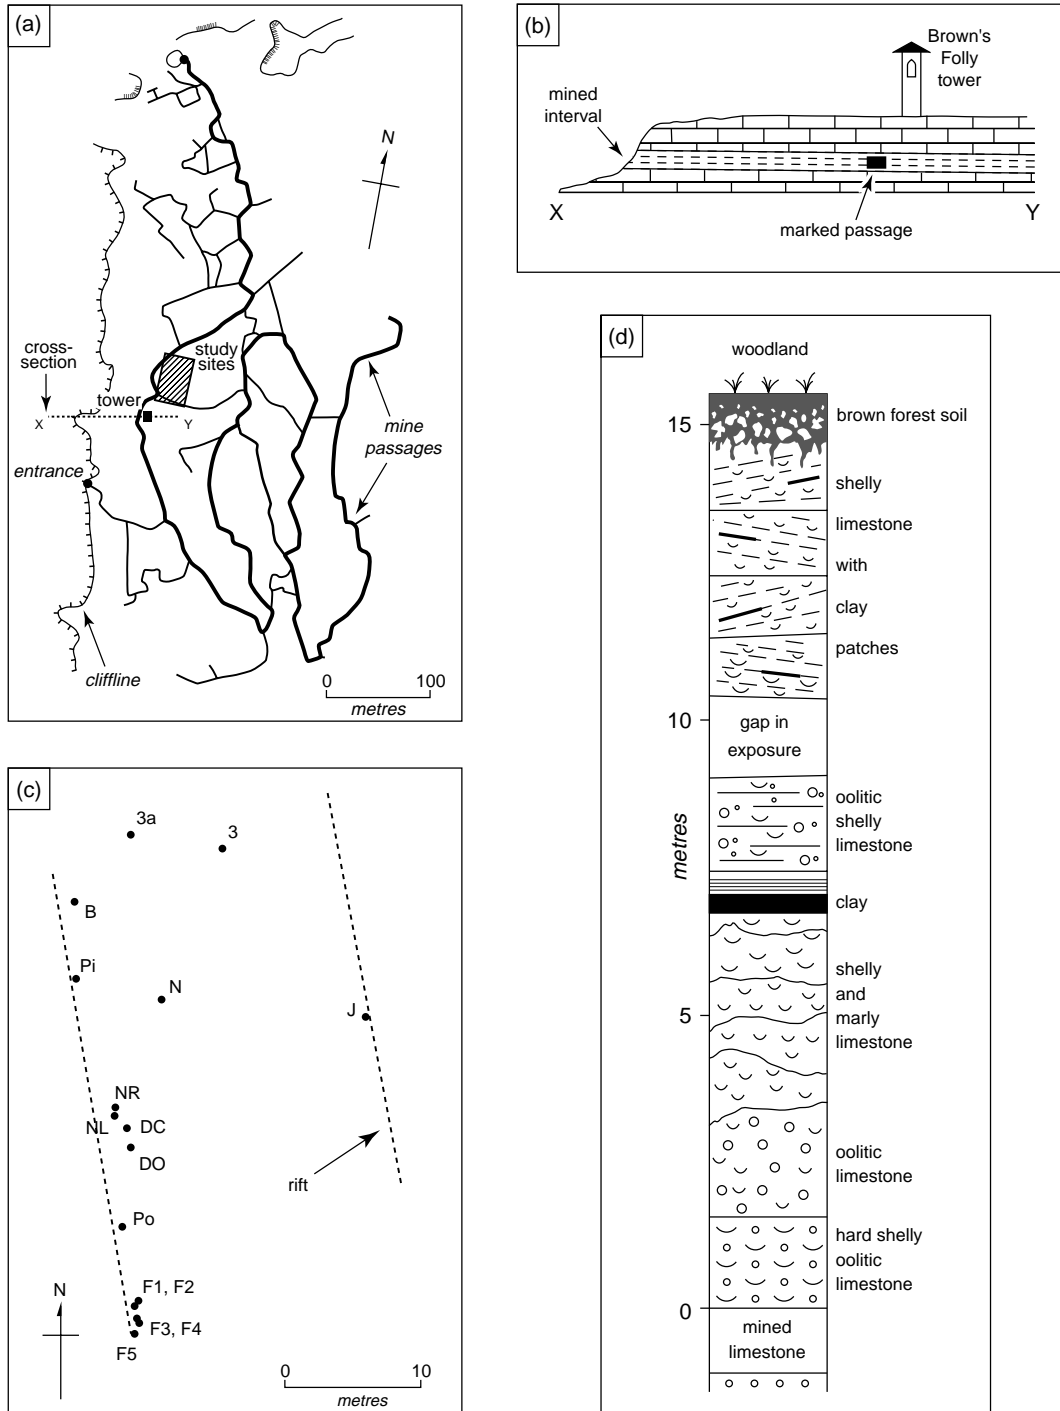 (a)
N
cross-
section
study
sites
tower
X
Y
entrance
mine
passages
cliffline
0
100
metres
(b)
Brown's
Folly
tower
mined
interval
X
Y
marked passage
(c)
3a
3
B
Pi
N
J
NR
NL
DC
DO
rift
Po
N
F1, F2
F3, F4
F5
0
10
metres
(d)
woodland
brown forest soil
15
shelly
limestone
with
clay
patches
10
gap in
exposure
oolitic
shelly
limestone
metres
clay
shelly
and
marly
limestone
5
oolitic
limestone
hard shelly
oolitic
limestone
0
mined
limestone